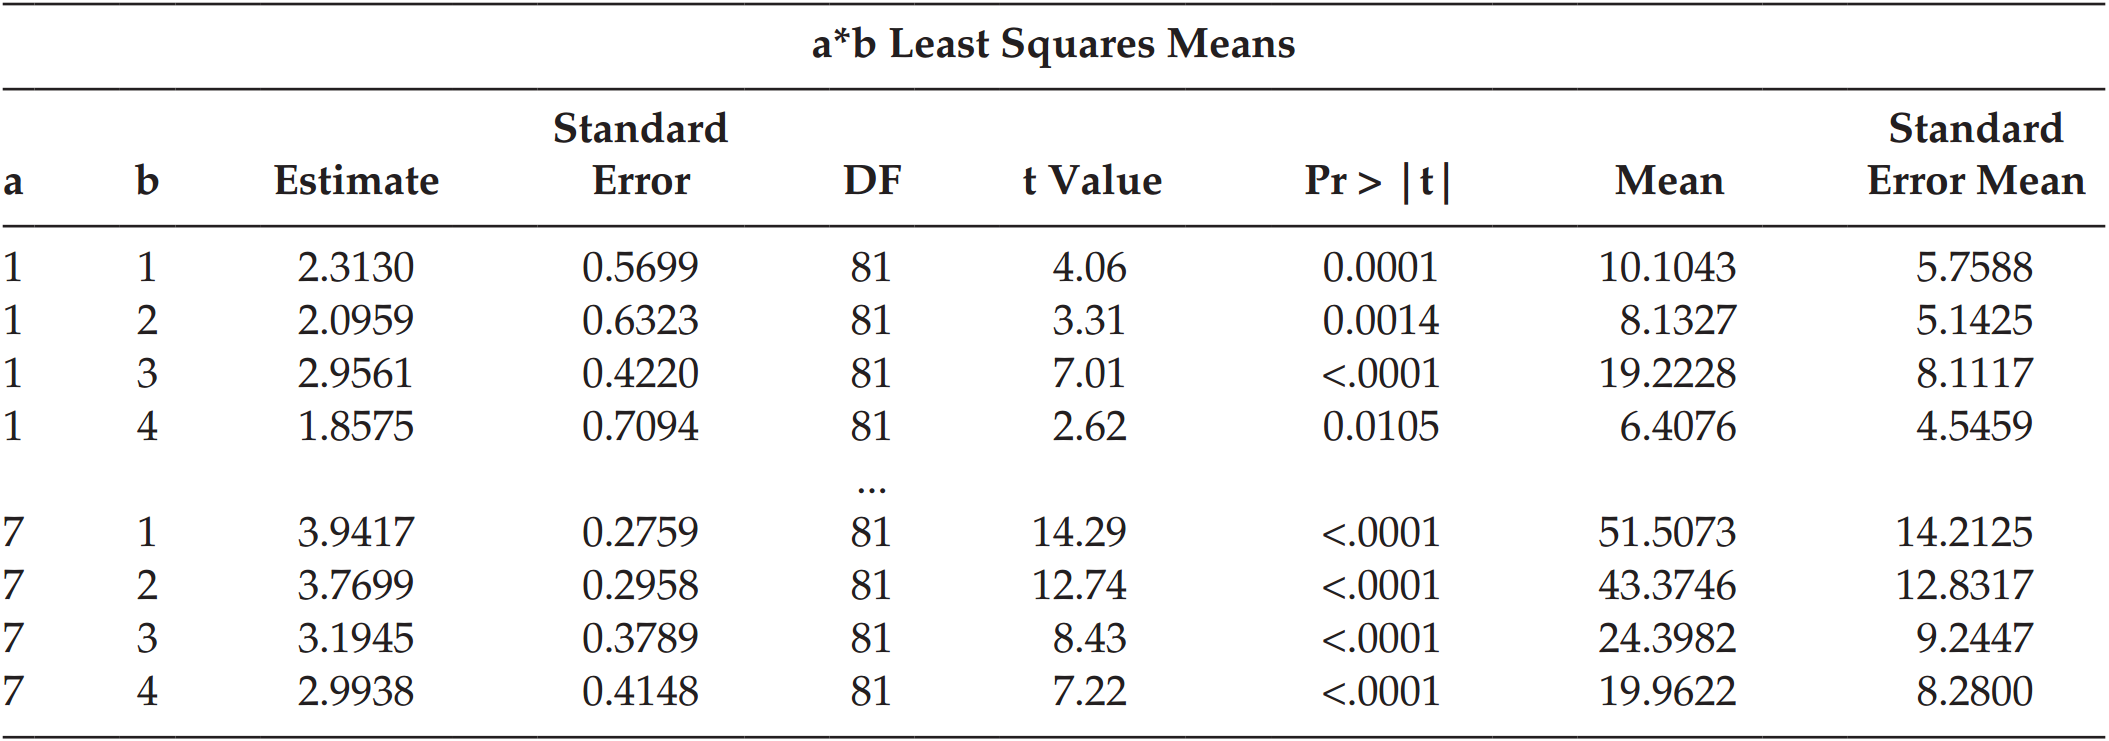 a*b Least Squares Means
a b Estimate Standard Error DF t Value Pr > |t| Mean Standard Error Mean
1 1 2.3130 0.5699 81 4.06 0.0001 10.1043 5.7588
1 2 2.0959 0.6323 81 3.31 0.0014 8.1327 5.1425
1 3 2.9561 0.4220 81 7.01 <.0001 19.2228 8.1117
1 4 1.8575 0.7094 81 2.62 0.0105 6.4076 4.5459
...
7 1 3.9417 0.2759 81 14.29 <.0001 51.5073 14.2125
7 2 3.7699 0.2958 81 12.74 <.0001 43.3746 12.8317
7 3 3.1945 0.3789 81 8.43 <.0001 24.3982 9.2447
7 4 2.9938 0.4148 81 7.22 <.0001 19.9622 8.2800